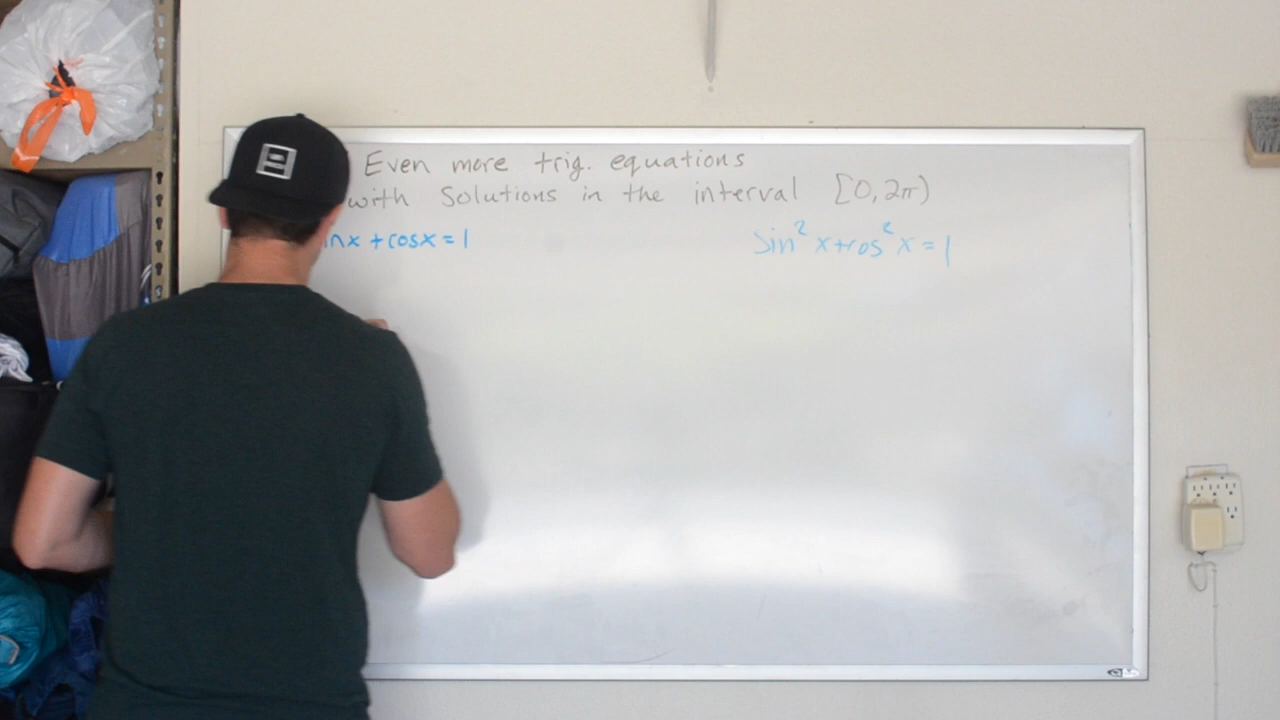 Even more trig. equations
with Solutions in the interval [0, 2π)
inx + cosx = 1
sin² x + cos² x = 1